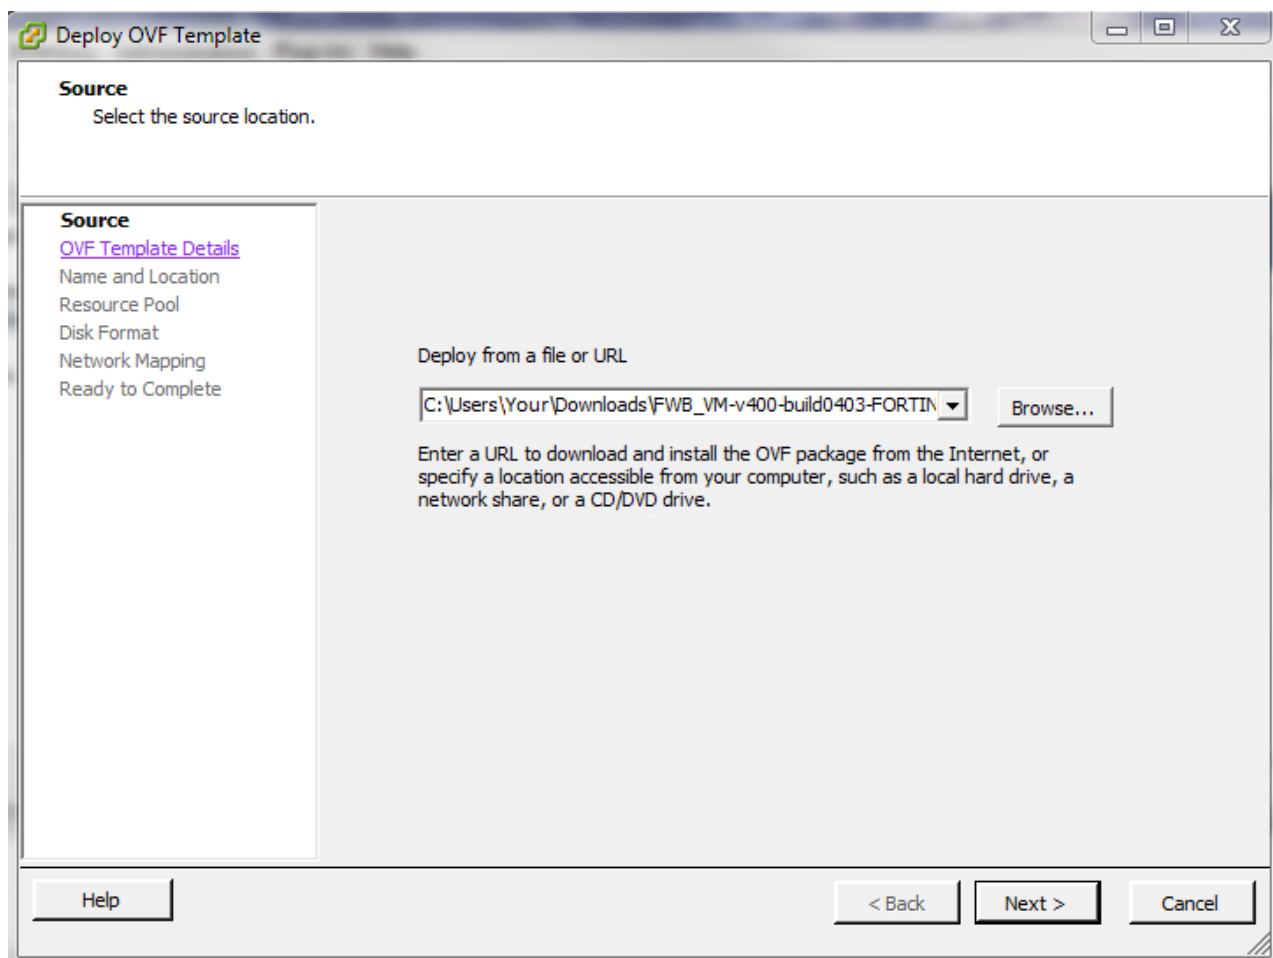 Deploy OVF Template
Source
Select the source location.
Source
OVF Template Details
Name and Location
Resource Pool
Disk Format
Network Mapping
Ready to Complete
Deploy from a file or URL
C:\Users\Your\Downloads\FWB_VM-v400-build0403-FORTIN
Browse...
Enter a URL to download and install the OVF package from the Internet, or
specify a location accessible from your computer, such as a local hard drive, a
network share, or a CD/DVD drive.
Help
< Back
Next >
Cancel